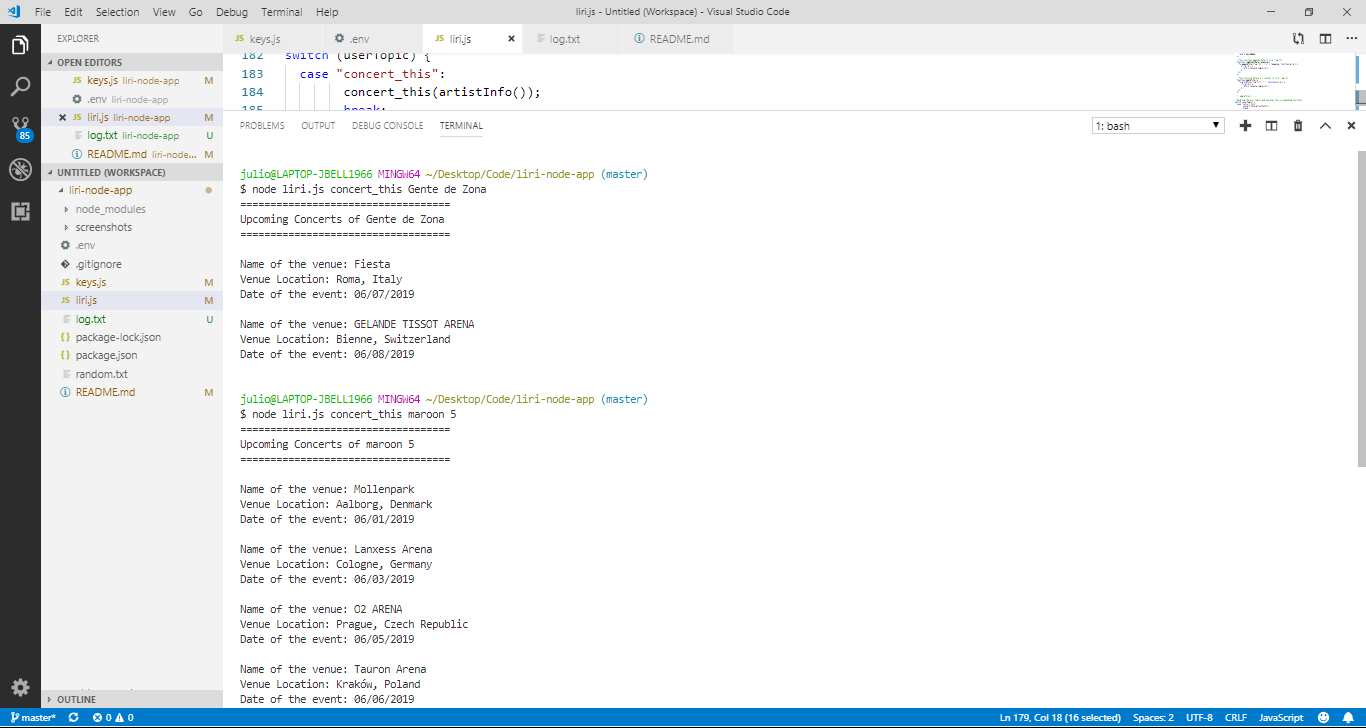 File Edit Selection View Go Debug Terminal Help
liri.js - Untitled (Workspace) - Visual Studio Code
EXPLORER
OPEN EDITORS
JS keys.js liri-node-app M
.env liri-node-app
JS liri.js liri-node-app M
log.txt liri-node-app U
README.md liri-node... M
UNTITLED (WORKSPACE)
liri-node-app
node_modules
screenshots
.env
.gitignore
JS keys.js M
JS liri.js M
log.txt U
{} package-lock.json
{} package.json
random.txt
README.md M
OUTLINE
85
JS keys.js .env JS liri.js log.txt README.md
182 switch (userTopic) {
183 case "concert_this":
184 concert_this(artistInfo());
185 break;
PROBLEMS OUTPUT DEBUG CONSOLE TERMINAL
1: bash
julio@LAPTOP-JBELL1966 MINGW64 ~/Desktop/Code/liri-node-app (master)
$ node liri.js concert_this Gente de Zona
===================================
Upcoming Concerts of Gente de Zona
===================================
Name of the venue: Fiesta
Venue Location: Roma, Italy
Date of the event: 06/07/2019
Name of the venue: GELANDE TISSOT ARENA
Venue Location: Bienne, Switzerland
Date of the event: 06/08/2019
julio@LAPTOP-JBELL1966 MINGW64 ~/Desktop/Code/liri-node-app (master)
$ node liri.js concert_this maroon 5
===================================
Upcoming Concerts of maroon 5
===================================
Name of the venue: Mollenpark
Venue Location: Aalborg, Denmark
Date of the event: 06/01/2019
Name of the venue: Lanxess Arena
Venue Location: Cologne, Germany
Date of the event: 06/03/2019
Name of the venue: O2 ARENA
Venue Location: Prague, Czech Republic
Date of the event: 06/05/2019
Name of the venue: Tauron Arena
Venue Location: Kraków, Poland
Date of the event: 06/06/2019
master* 0 0
Ln 179, Col 18 (16 selected) Spaces: 2 UTF-8 CRLF JavaScript